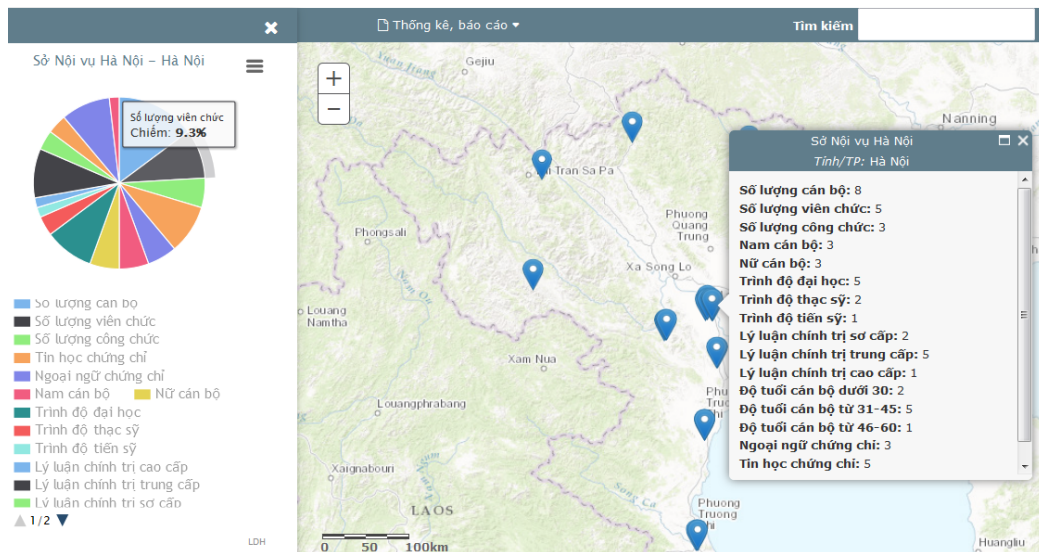 Thống kê, báo cáo
Tìm kiếm
Sở Nội vụ Hà Nội – Hà Nội
Số lượng viên chức
Chiếm: 9.3%
Số lượng cán bộ
Số lượng viên chức
Số lượng công chức
Tin học chứng chỉ
Ngoại ngữ chứng chỉ
Nam cán bộ Nữ cán bộ
Trình độ đại học
Trình độ thạc sỹ
Trình độ tiến sỹ
Lý luận chính trị cao cấp
Lý luận chính trị trung cấp
Lý luận chính trị sơ cấp
1/2
LDH
+
−
Xuan Jiang
Gejiu
Nanning
Tran Sa Pa
Phuong
Quang
Trung
Phongsali
Nam Ou
Xa Song Lo
Louang
Namtha
Xam Nua
Louangphrabang
Xaignabouri
LAOS
Song Ca
Phuong
Truong
Huangliu
0 50 100km
Sở Nội vụ Hà Nội
Tỉnh/TP: Hà Nội
Số lượng cán bộ: 8
Số lượng viên chức: 5
Số lượng công chức: 3
Nam cán bộ: 3
Nữ cán bộ: 3
Trình độ đại học: 5
Trình độ thạc sỹ: 2
Trình độ tiến sỹ: 1
Lý luận chính trị sơ cấp: 2
Lý luận chính trị trung cấp: 5
Lý luận chính trị cao cấp: 1
Độ tuổi cán bộ dưới 30: 2
Độ tuổi cán bộ từ 31-45: 5
Độ tuổi cán bộ từ 46-60: 1
Ngoại ngữ chứng chỉ: 3
Tin học chứng chỉ: 5